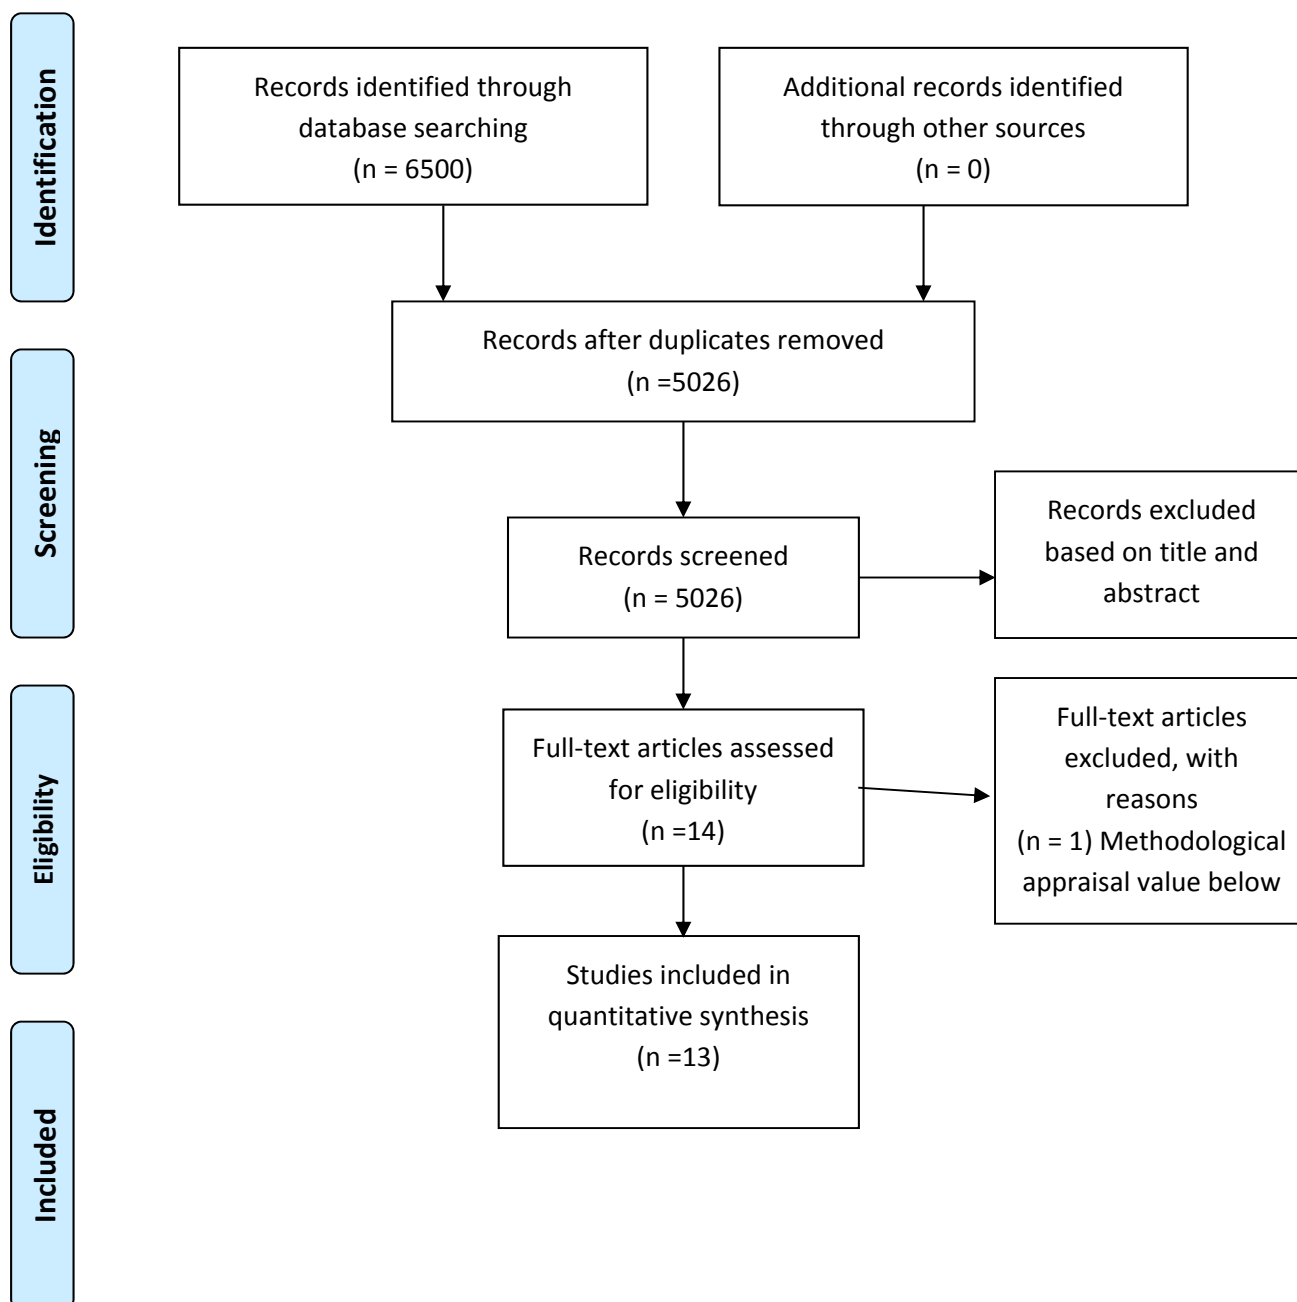 Identification
Records identified through
database searching
(n = 6500)
Additional records identified
through other sources
(n = 0)
Records after duplicates removed
(n =5026)
Screening
Records screened
(n = 5026)
Records excluded
based on title and
abstract
Eligibility
Full-text articles assessed
for eligibility
(n =14)
Full-text articles
excluded, with
reasons
(n = 1) Methodological
appraisal value below
Included
Studies included in
quantitative synthesis
(n =13)